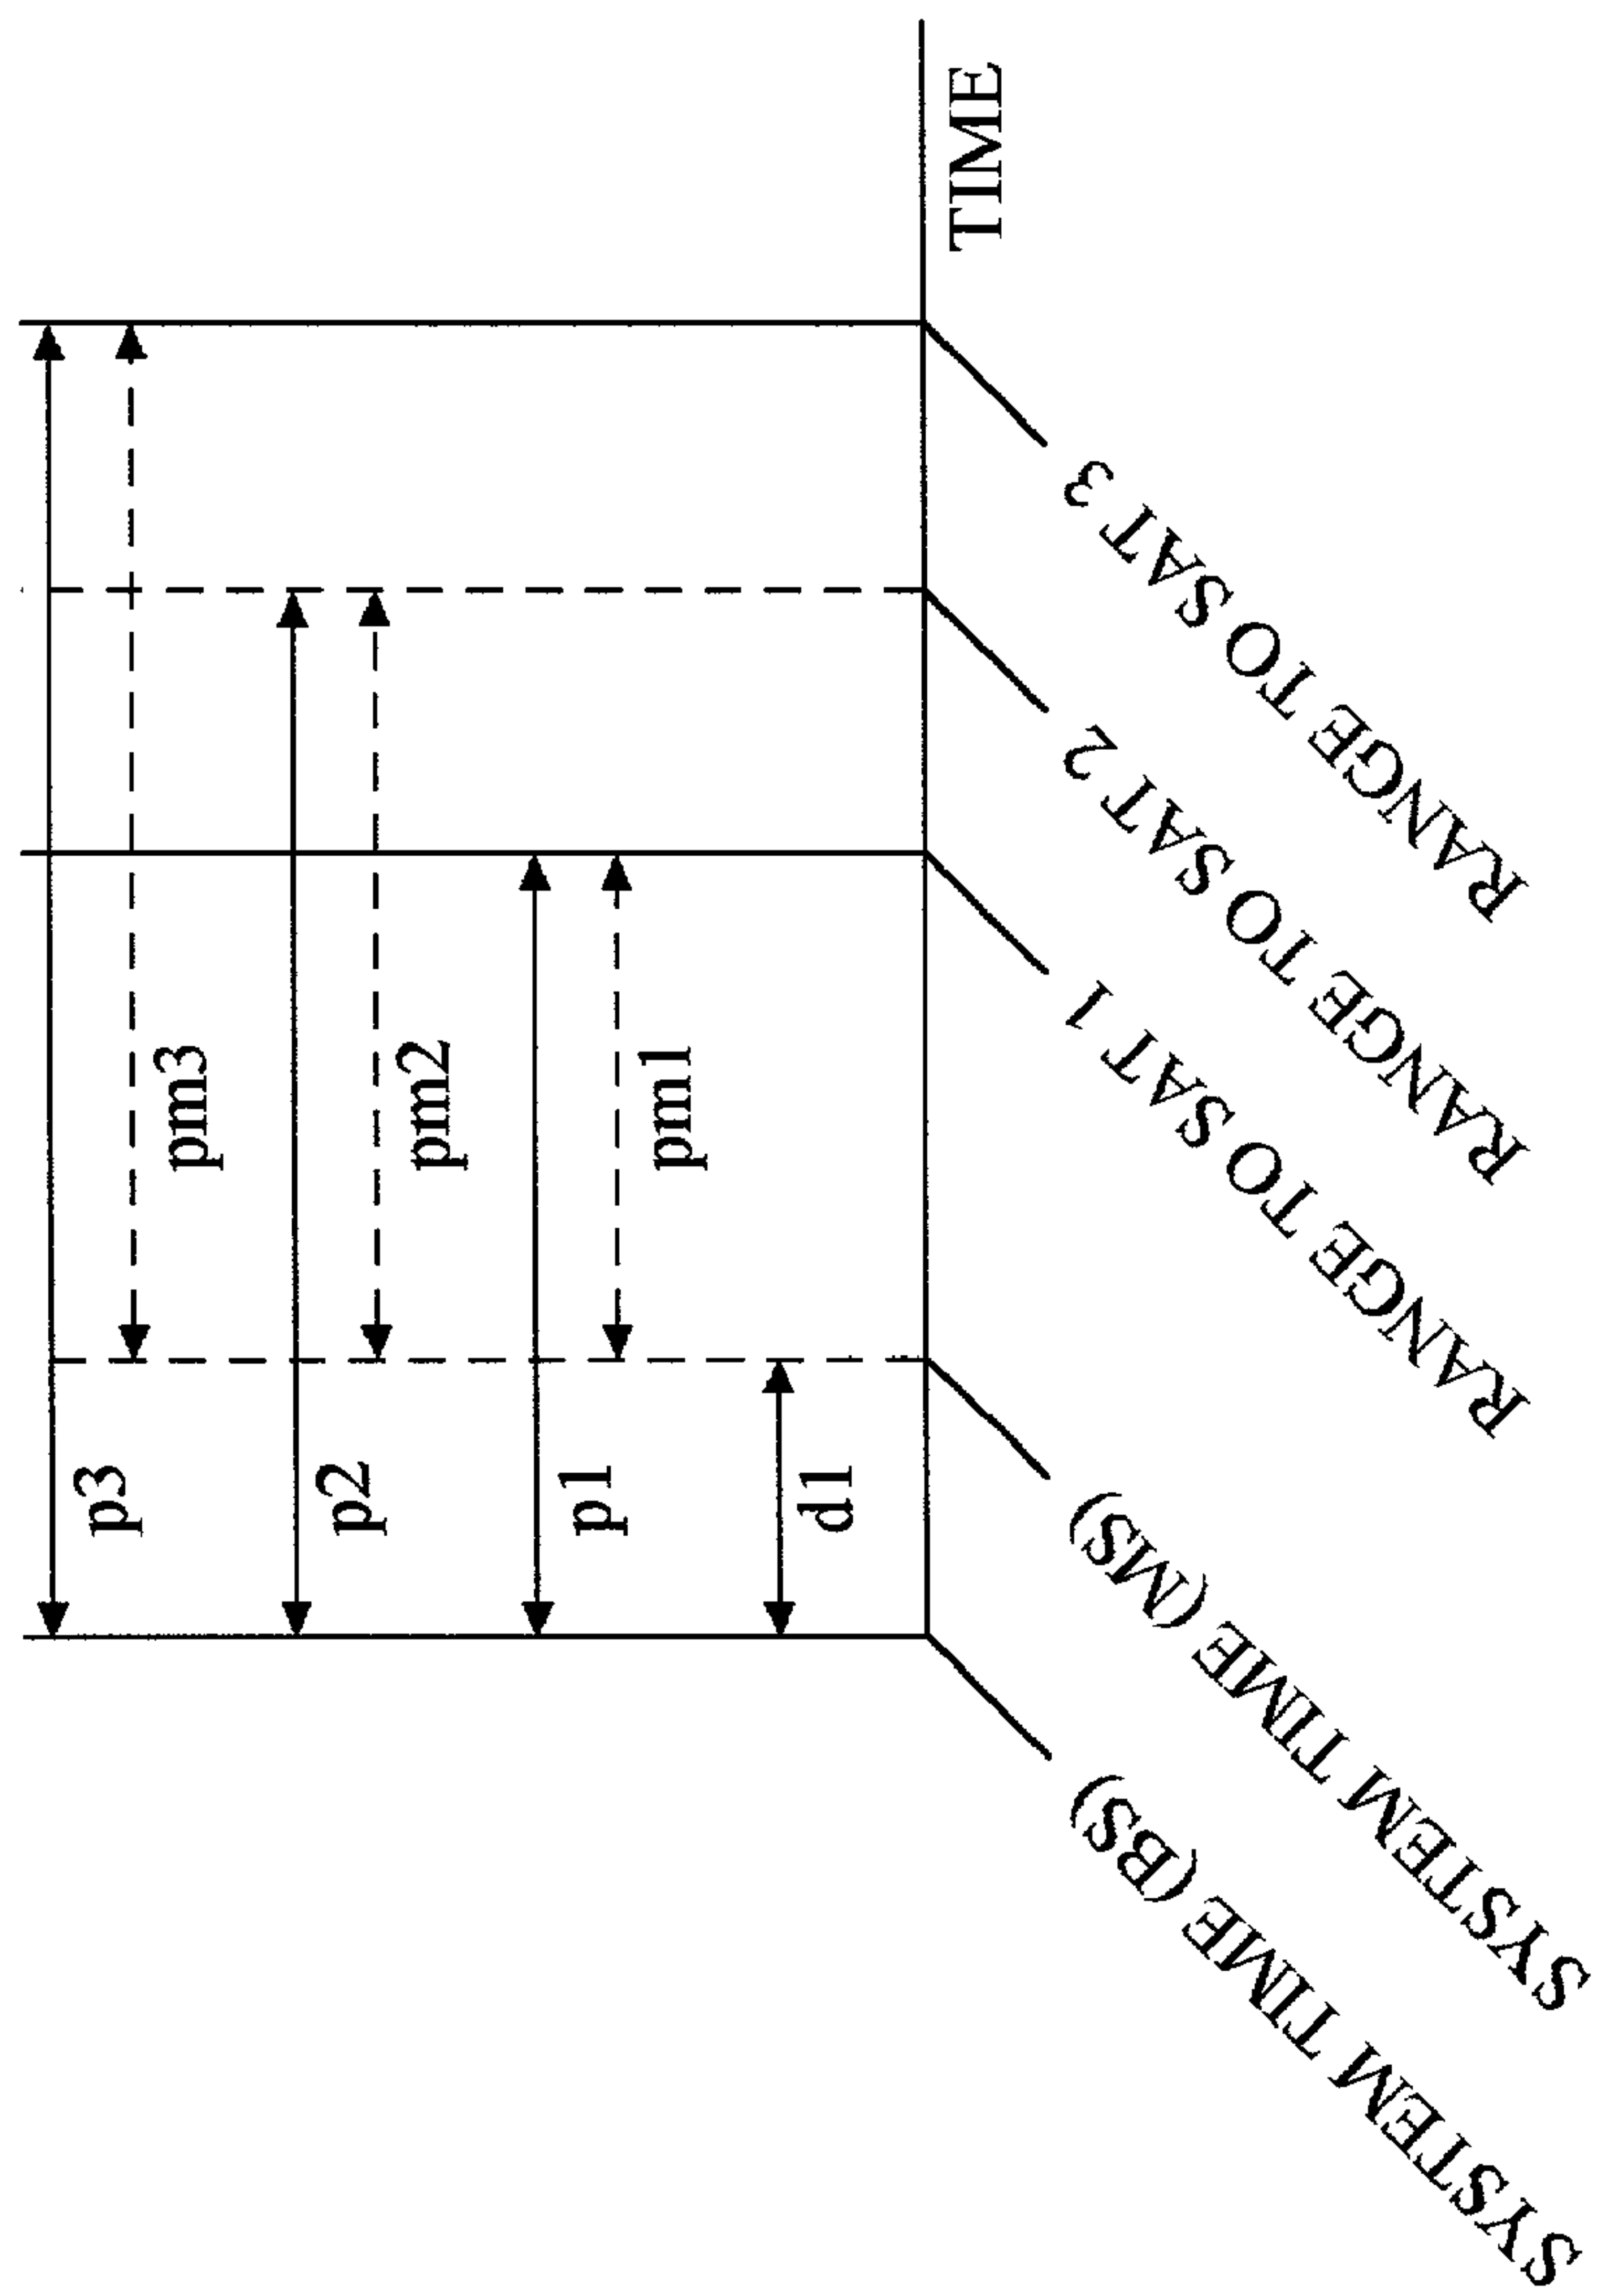 p3
pm3
p2
pm2
p1
pm1
d1
TIME
SYSTEM TIME (BS)
SYSTEM TIME (MS)
RANGE TO SAT 1
RANGE TO SAT 2
RANGE TO SAT 3